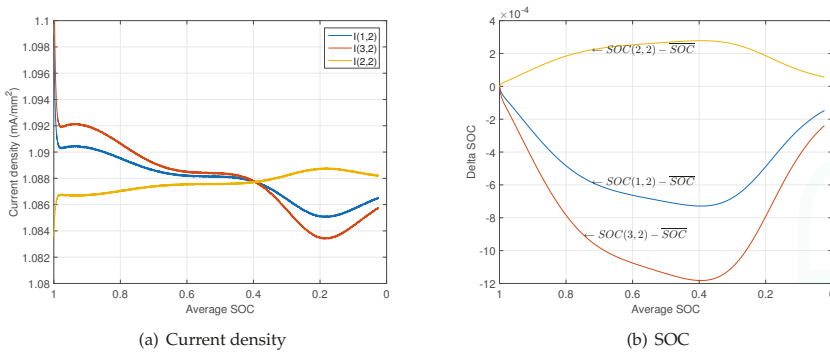 1.1
1.098
1.096
1.094
1.092
1.09
1.088
1.086
1.084
1.082
1.08
Current density (mA/mm²)
I(1,2)
I(3,2)
I(2,2)
1
0.8
0.6
0.4
0.2
0
Average SOC
(a) Current density
×10⁻⁴
4
2
0
-2
-4
-6
-8
-10
-12
Delta SOC
← SOC(2,2) − \overline{SOC}
← SOC(1,2) − \overline{SOC}
← SOC(3,2) − \overline{SOC}
1
0.8
0.6
0.4
0.2
0
Average SOC
(b) SOC